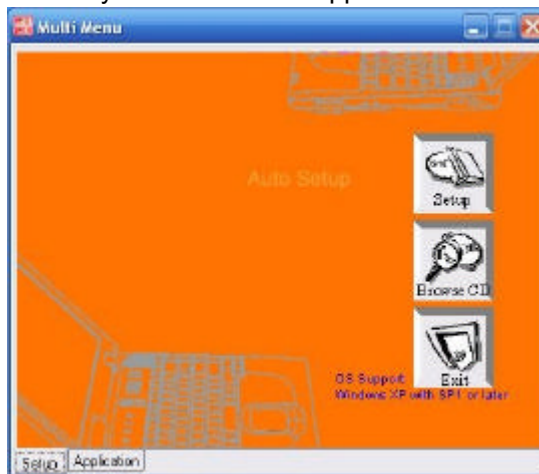 Multi Menu
Auto Setup
Setup
Browse CD
Exit
OS Support
Windows XP with SP1 or later
Setup Application